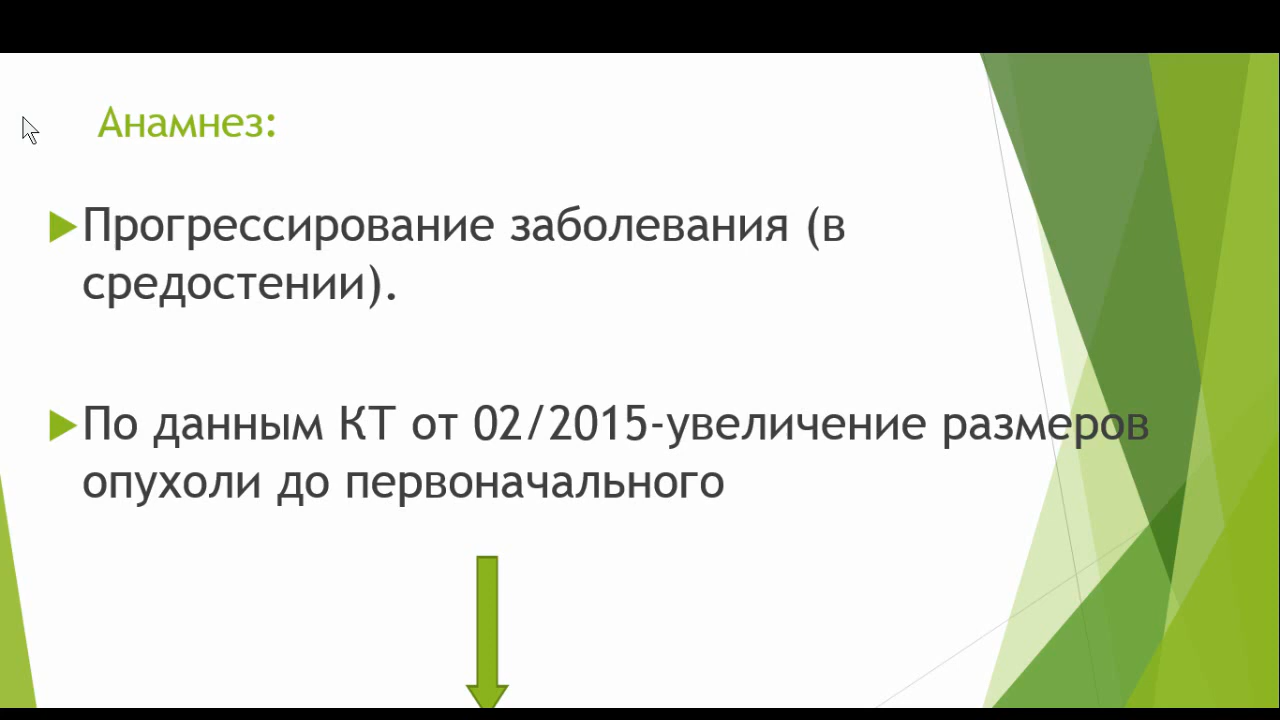 Анамнез:
Прогрессирование заболевания (в
средостении).
По данным КТ от 02/2015-увеличение размеров
опухоли до первоначального